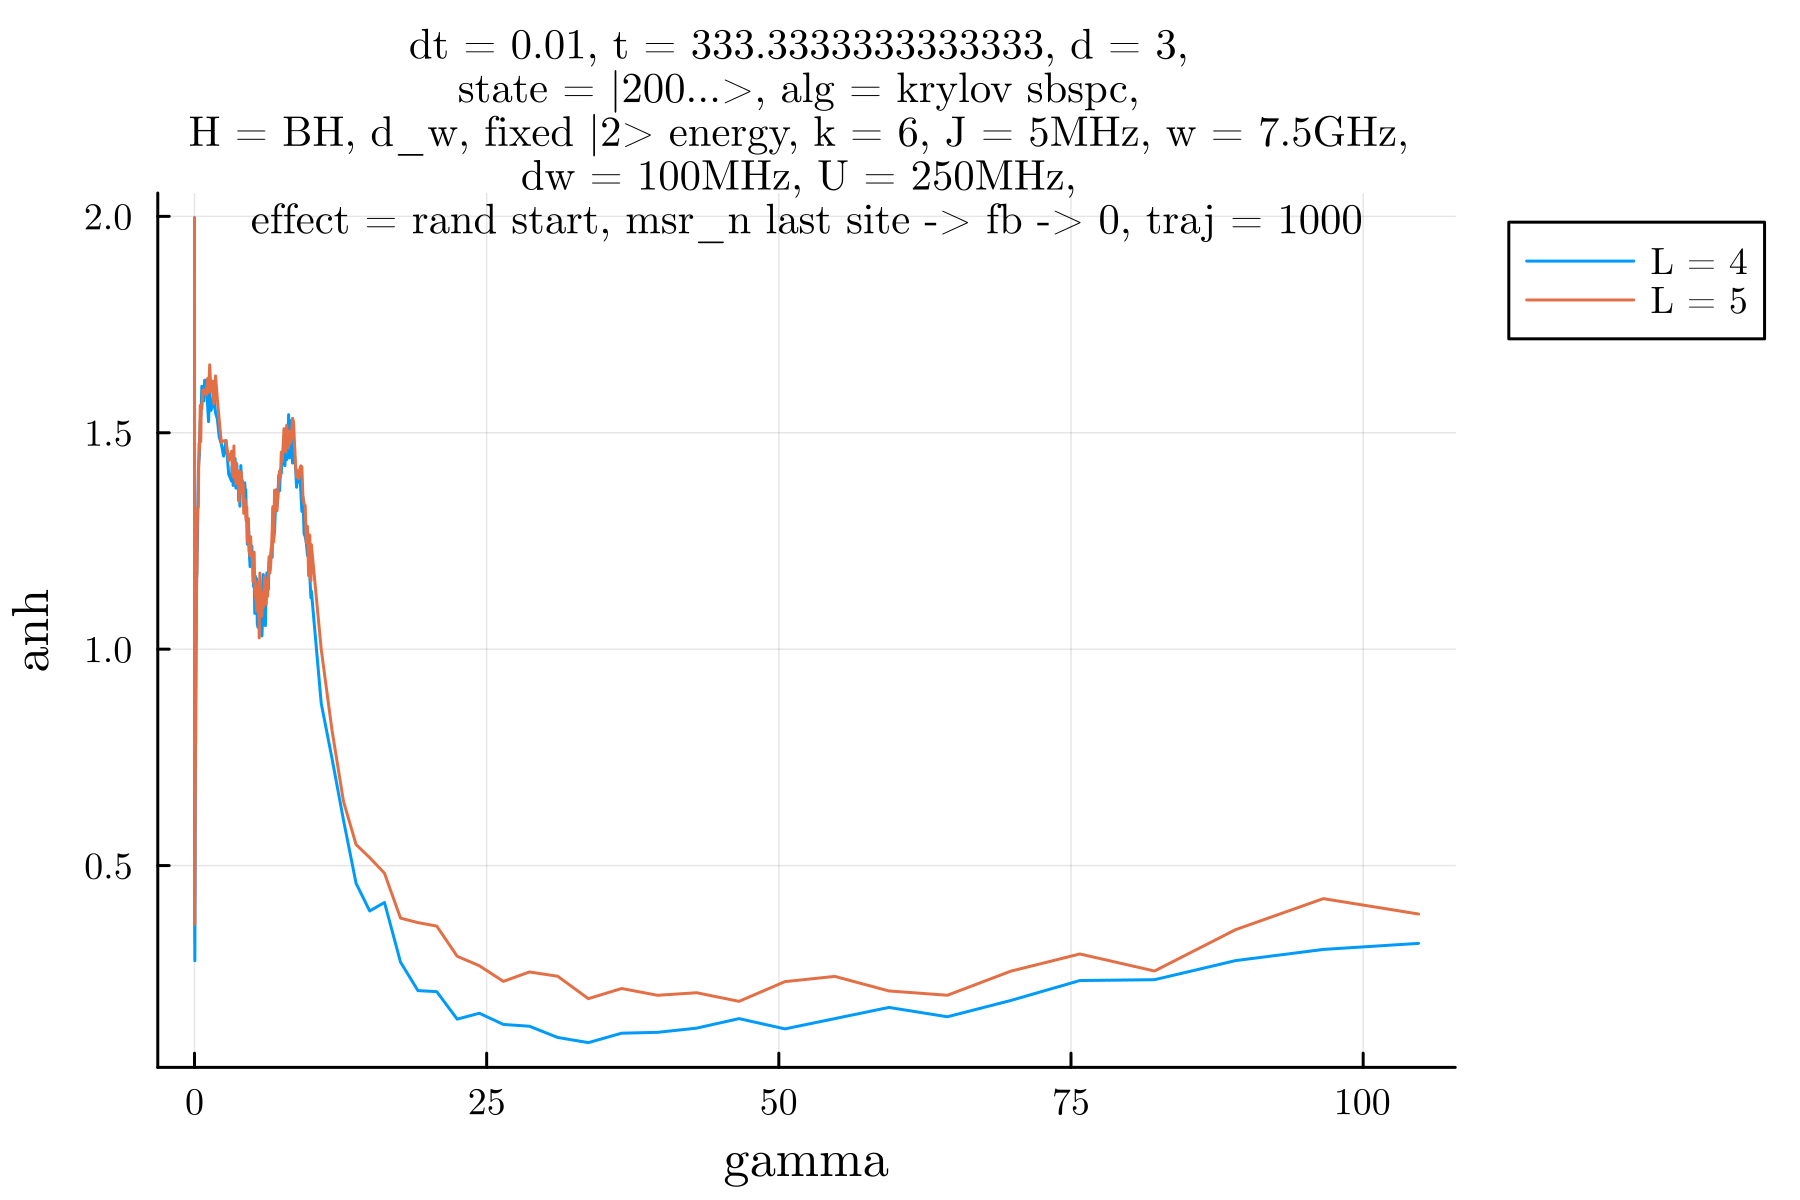 dt = 0.01, t = 333.3333333333333, d = 3,
state = |200...>, alg = krylov sbspc,
H = BH, d_w, fixed |2> energy, k = 6, J = 5MHz, w = 7.5GHz,
dw = 100MHz, U = 250MHz,
effect = rand start, msr_n last site -> fb -> 0, traj = 1000
2.0
1.5
1.0
0.5
anh
L = 4
L = 5
0 25 50 75 100
gamma